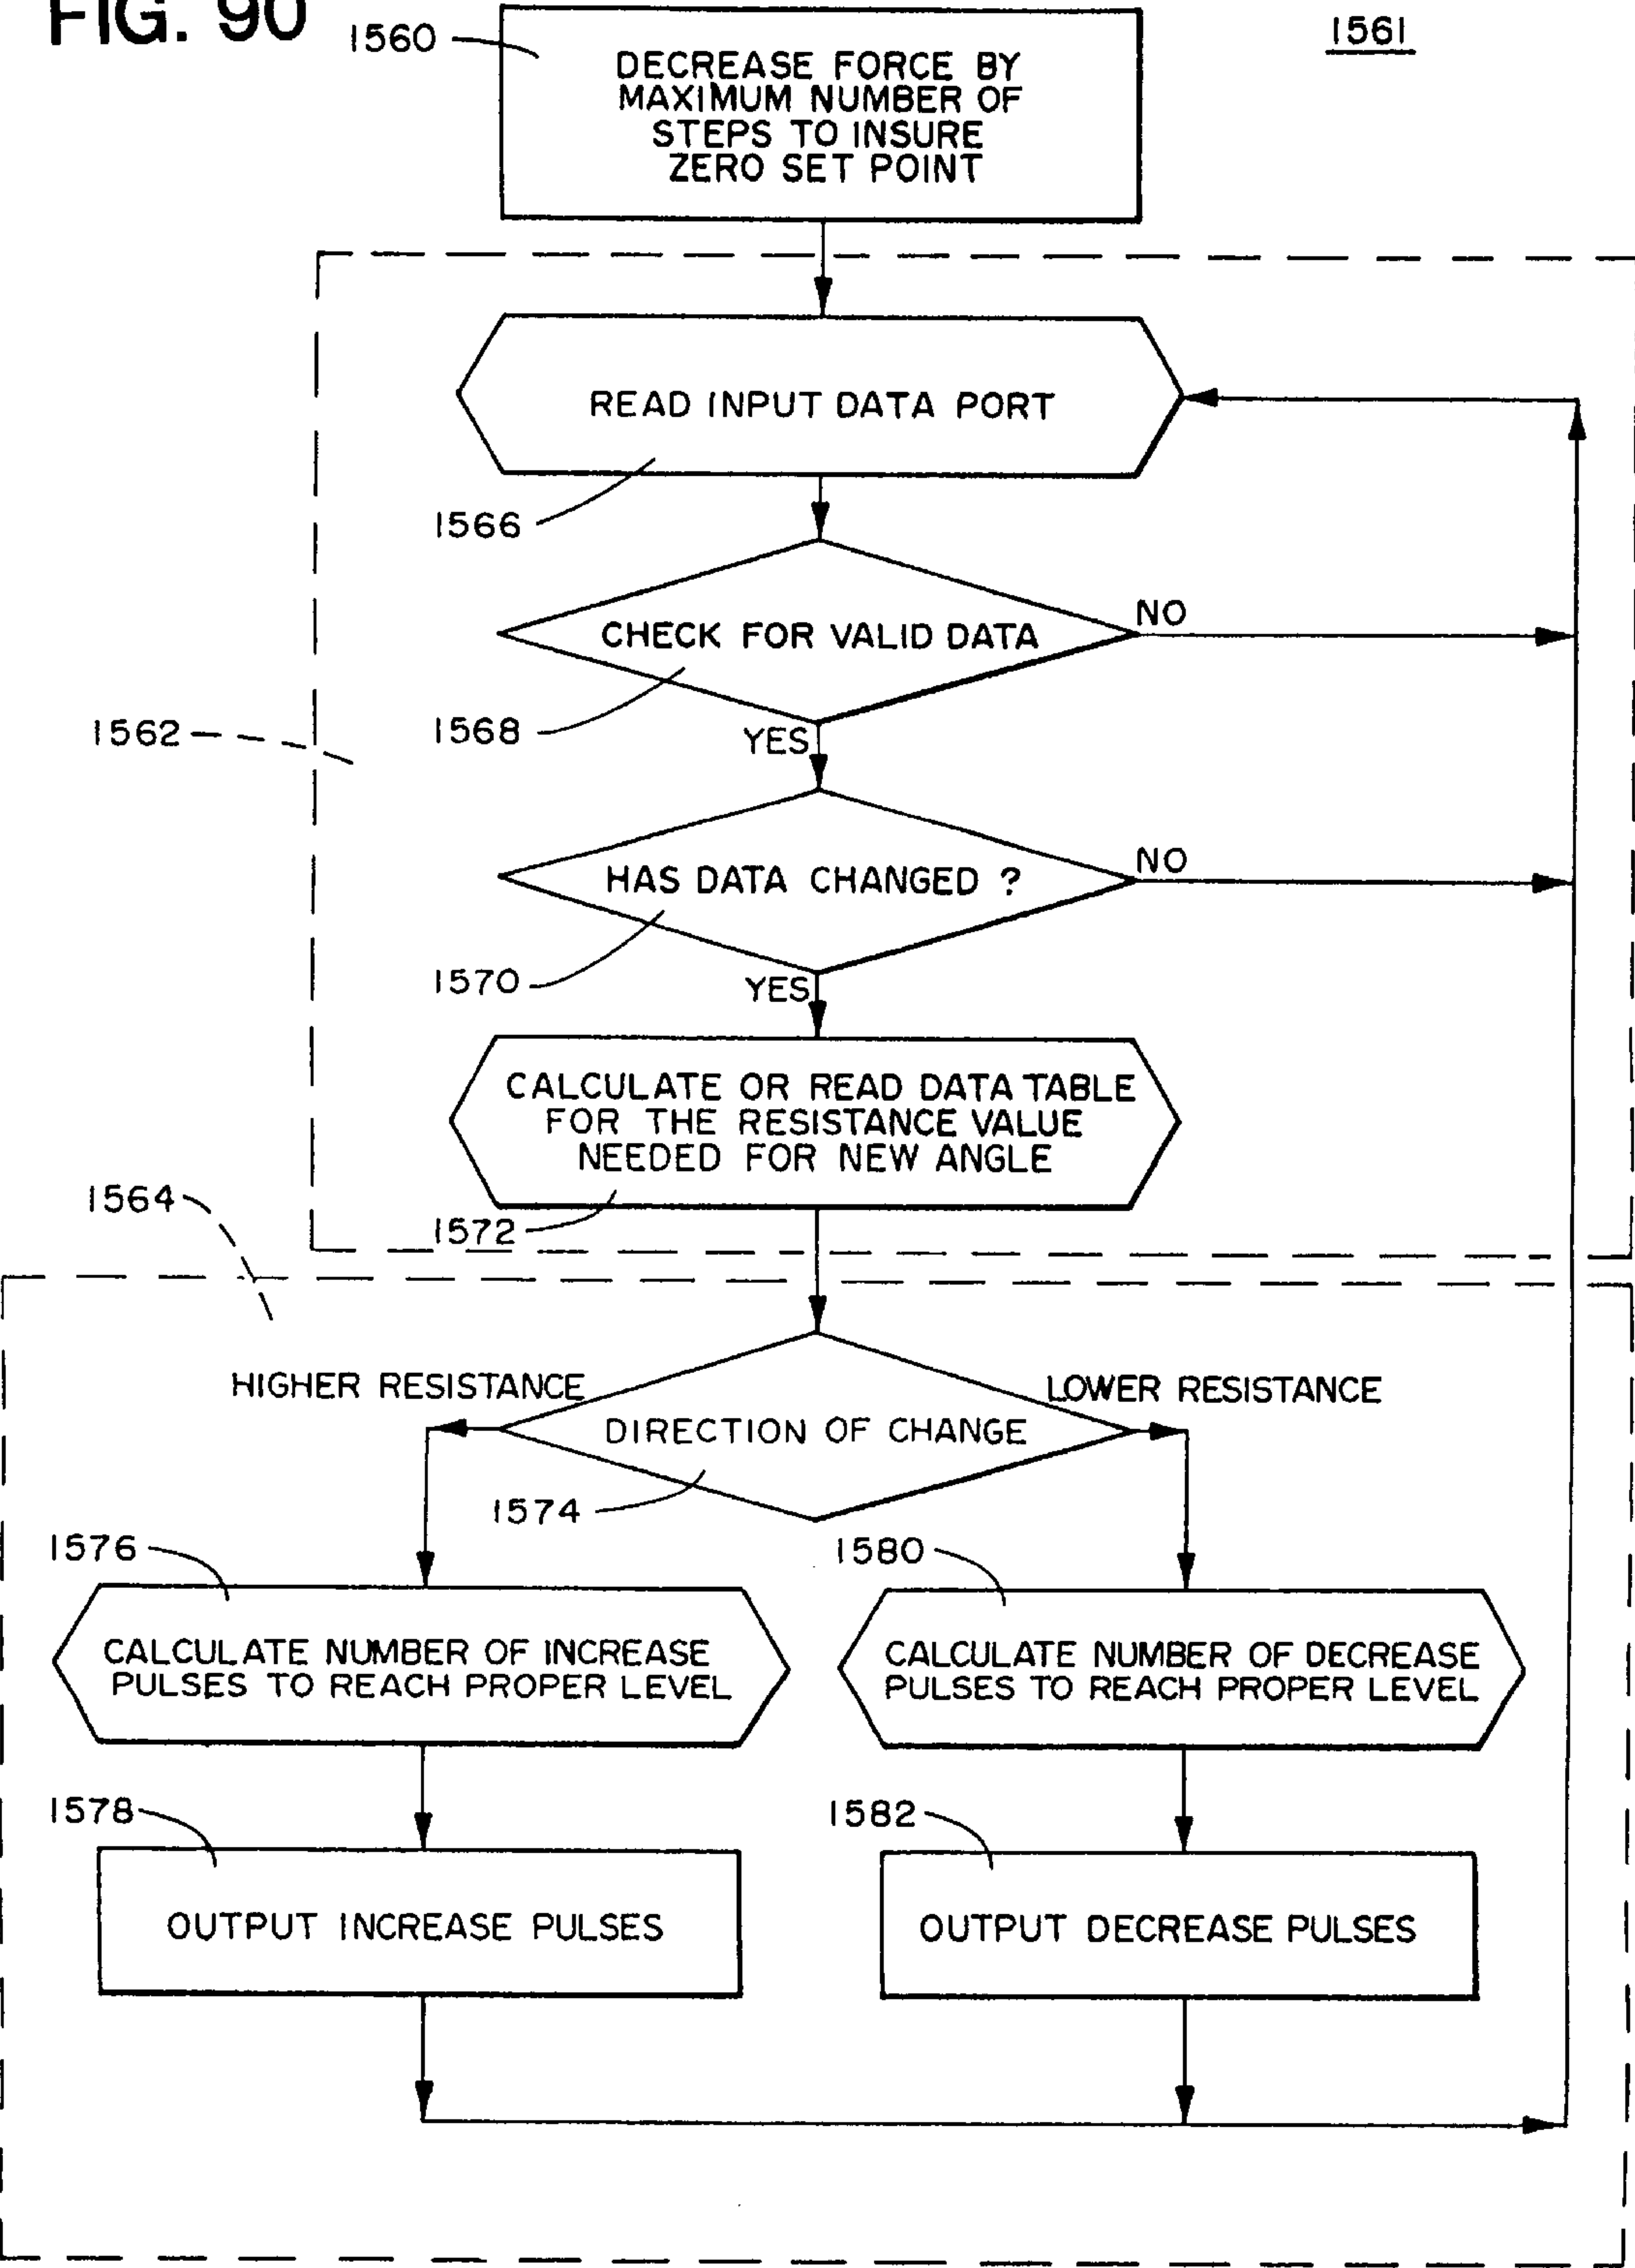 FIG. 90
1560
1561
DECREASE FORCE BY
MAXIMUM NUMBER OF
STEPS TO INSURE
ZERO SET POINT
READ INPUT DATA PORT
1566
CHECK FOR VALID DATA
NO
1568
YES
1562
HAS DATA CHANGED ?
NO
1570
YES
CALCULATE OR READ DATA TABLE
FOR THE RESISTANCE VALUE
NEEDED FOR NEW ANGLE
1572
1564
HIGHER RESISTANCE
LOWER RESISTANCE
DIRECTION OF CHANGE
1574
1576
1580
CALCULATE NUMBER OF INCREASE
PULSES TO REACH PROPER LEVEL
CALCULATE NUMBER OF DECREASE
PULSES TO REACH PROPER LEVEL
1578
1582
OUTPUT INCREASE PULSES
OUTPUT DECREASE PULSES